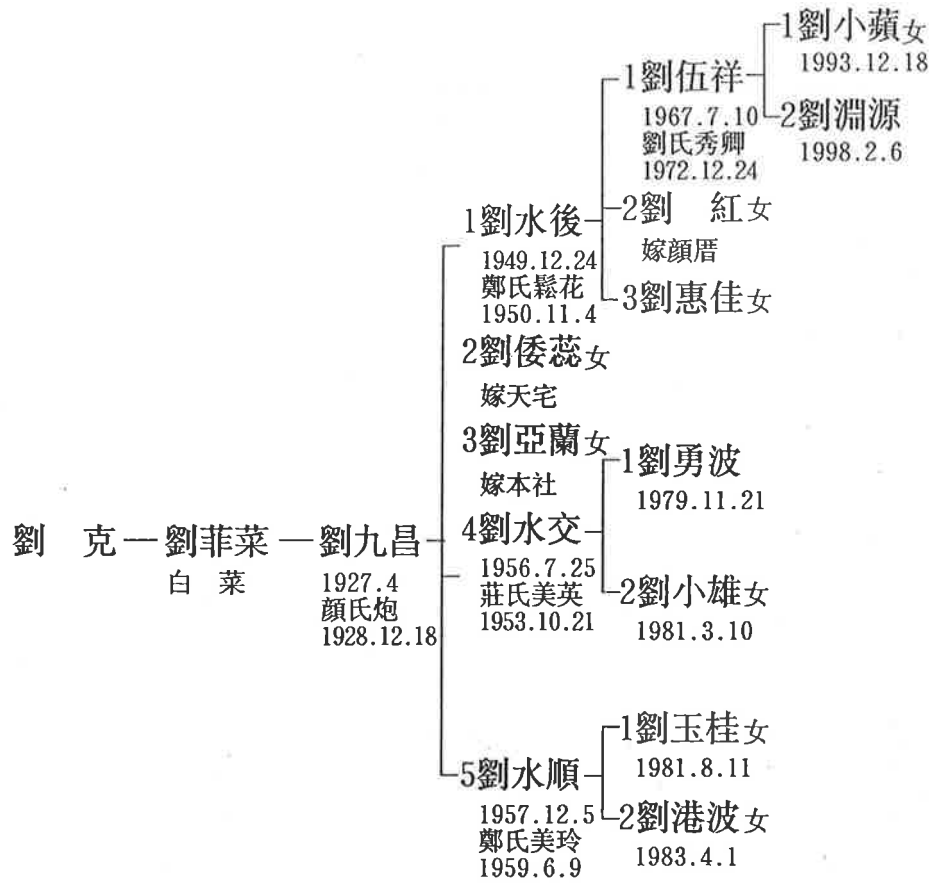 劉　克
劉菲菜
白　菜
劉九昌
1927.4
顏氏炮
1928.12.18
1劉水後
1949.12.24
鄭氏鬆花
1950.11.4
1劉伍祥
1967.7.10
劉氏秀卿
1972.12.24
1劉小蘋女
1993.12.18
2劉淵源
1998.2.6
2劉　紅女
嫁顏厝
3劉惠佳女
2劉倭蕊女
嫁天宅
3劉亞蘭女
嫁本社
4劉水交
1956.7.25
莊氏美英
1953.10.21
1劉勇波
1979.11.21
2劉小雄女
1981.3.10
5劉水順
1957.12.5
鄭氏美玲
1959.6.9
1劉玉桂女
1981.8.11
2劉港波女
1983.4.1